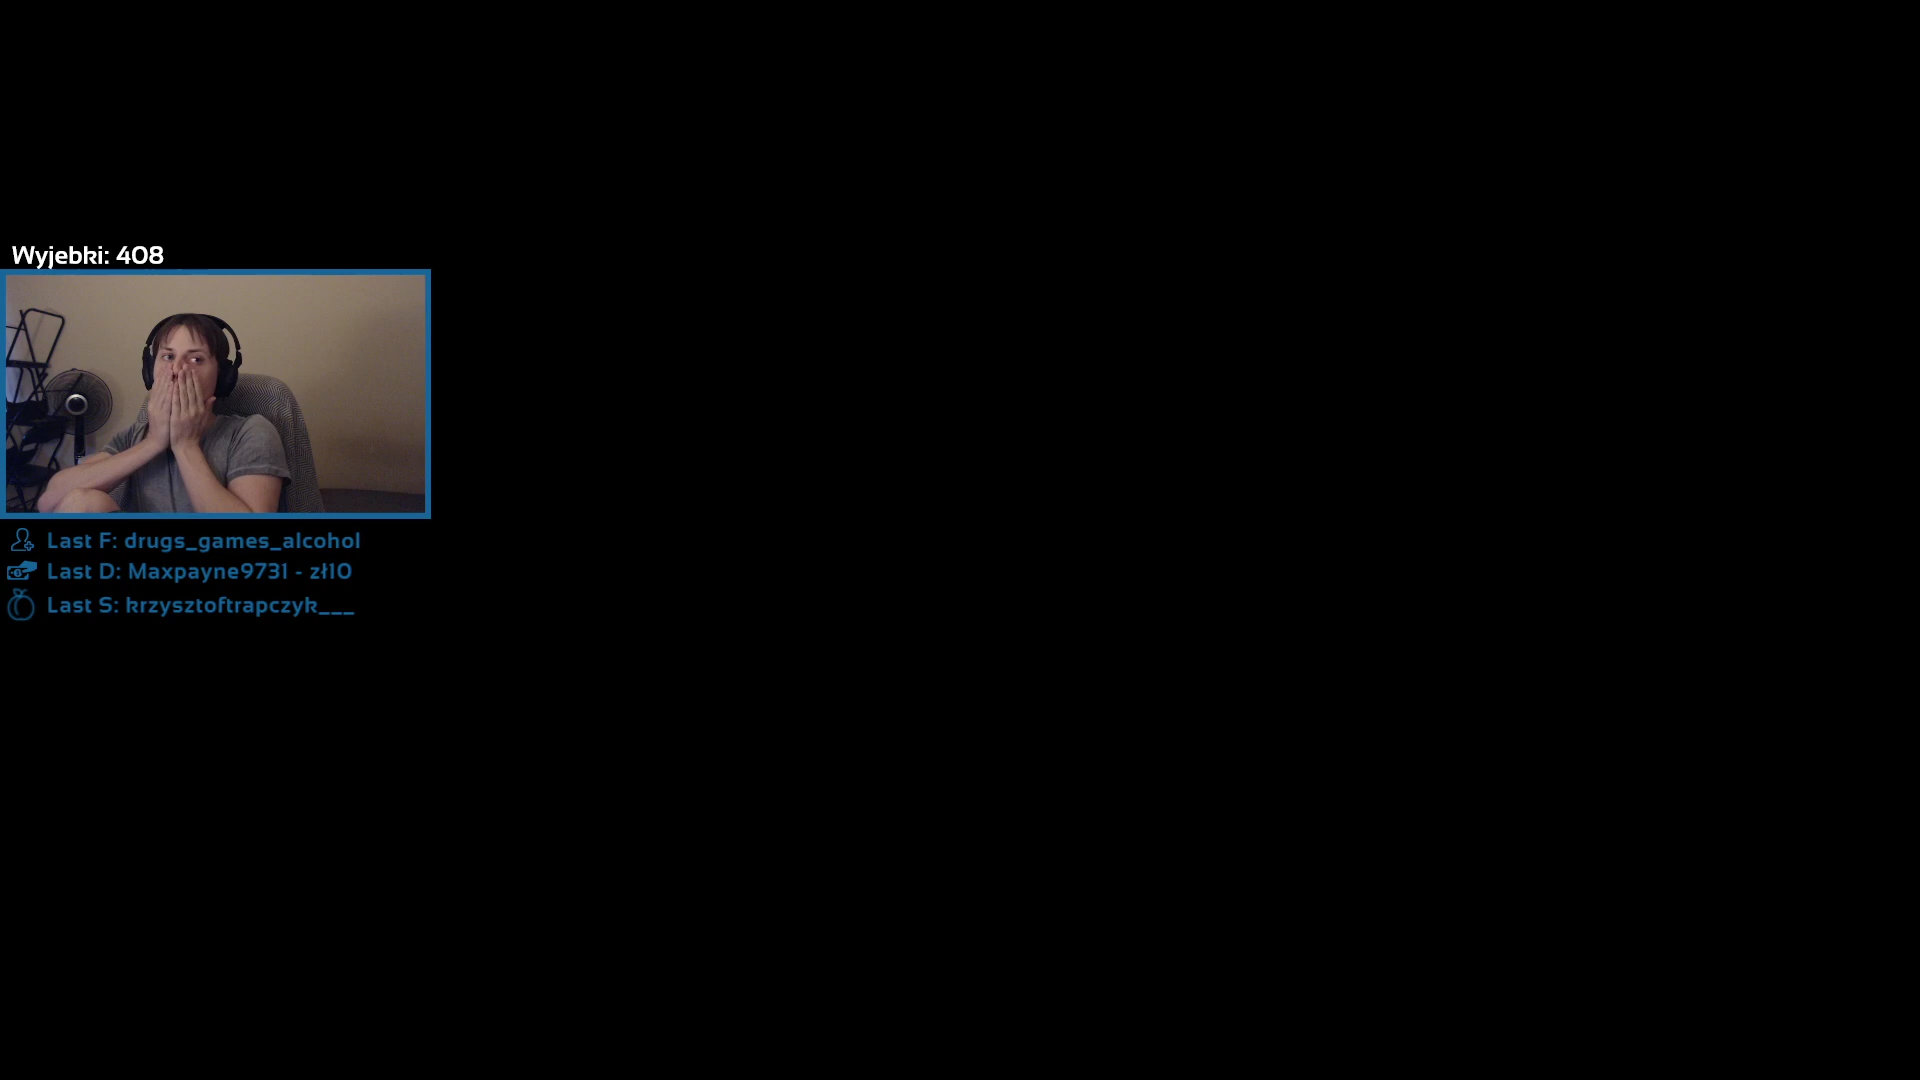 Wyjebki: 408
Last F: drugs_games_alcohol
Last D: Maxpayne9731 - zł10
Last S: krzysztoftrapczyk___